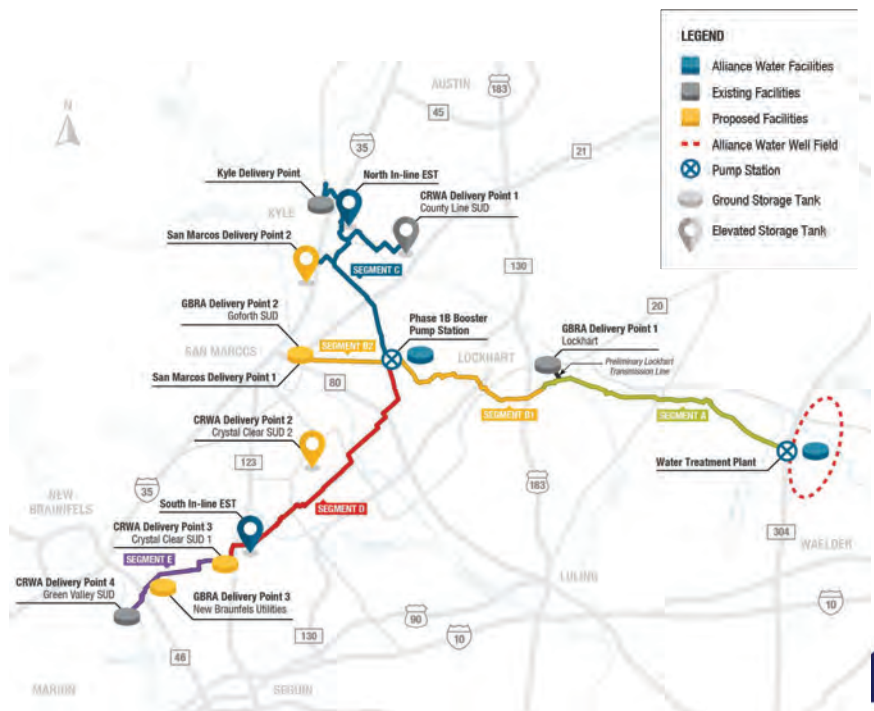 LEGEND
Alliance Water Facilities
Existing Facilities
Proposed Facilities
Alliance Water Well Field
Pump Station
Ground Storage Tank
Elevated Storage Tank
N
AUSTIN
183
45
35
21
Kyle Delivery Point
North In-line EST
KYLE
CRWA Delivery Point 1
County Line SUD
San Marcos Delivery Point 2
SEGMENT C
130
GBRA Delivery Point 2
Goforth SUD
Phase 1B Booster
Pump Station
20
GBRA Delivery Point 1
Lockhart
SAN MARCOS
SEGMENT B2
LOCKHART
Preliminary Lockhart
Transmission Line
San Marcos Delivery Point 1
80
SEGMENT B1
SEGMENT A
CRWA Delivery Point 2
Crystal Clear SUD 2
123
Water Treatment Plant
35
183
NEW
BRAUNFELS
South In-line EST
SEGMENT D
304
WAELDER
CRWA Delivery Point 3
Crystal Clear SUD 1
SEGMENT E
LULING
CRWA Delivery Point 4
Green Valley SUD
GBRA Delivery Point 3
New Braunfels Utilities
90
10
10
130
46
MARION
SEGUIN